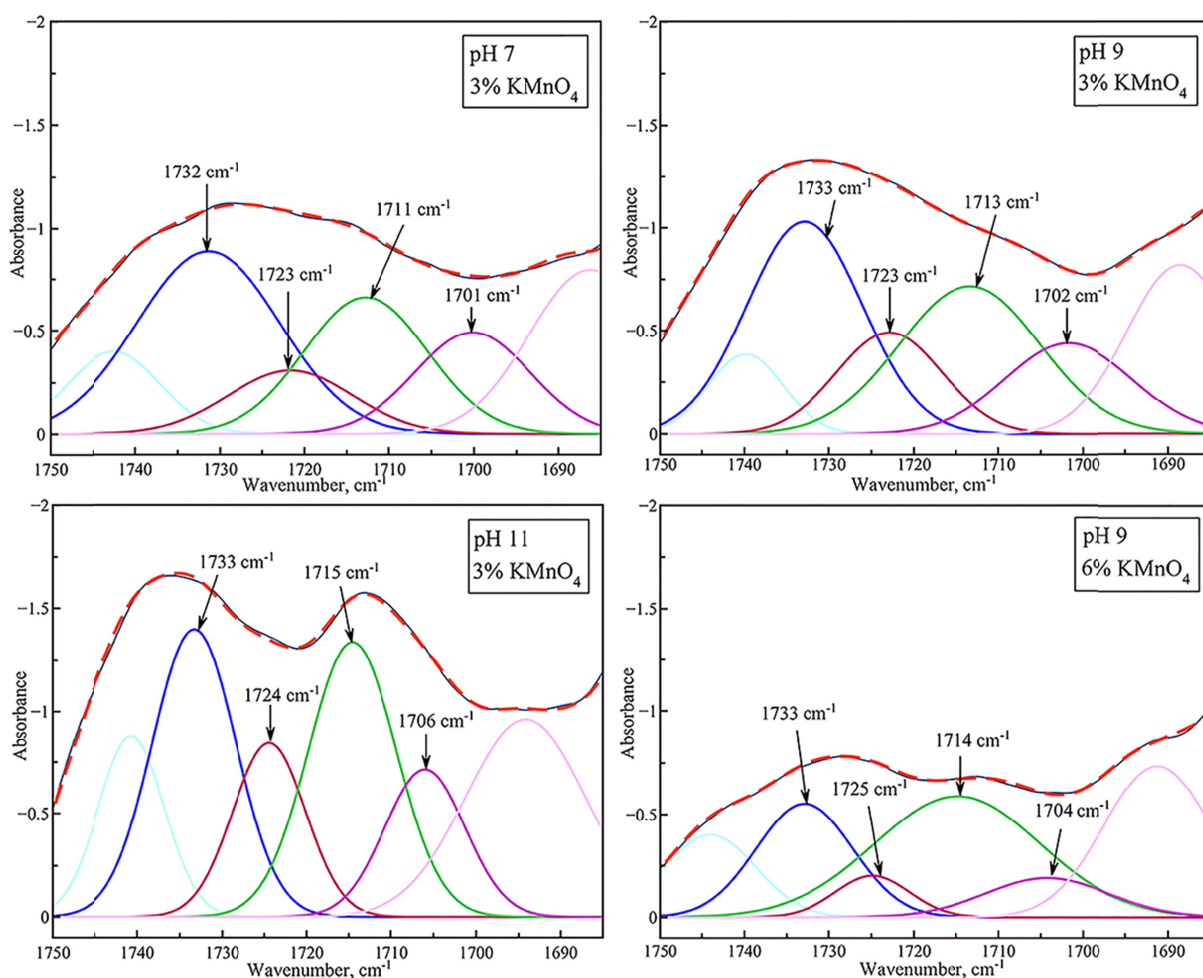 pH 7
3% KMnO₄
−2
−1.5
−1
−0.5
0
Absorbance
1732 cm⁻¹
1711 cm⁻¹
1723 cm⁻¹
1701 cm⁻¹
1750 1740 1730 1720 1710 1700 1690
Wavenumber, cm⁻¹
pH 9
3% KMnO₄
−2
−1.5
−1
−0.5
0
Absorbance
1733 cm⁻¹
1713 cm⁻¹
1723 cm⁻¹
1702 cm⁻¹
1750 1740 1730 1720 1710 1700 1690
Wavenumber, cm⁻¹
pH 11
3% KMnO₄
−2
−1.5
−1
−0.5
0
Absorbance
1733 cm⁻¹
1715 cm⁻¹
1724 cm⁻¹
1706 cm⁻¹
1750 1740 1730 1720 1710 1700 1690
Wavenumber, cm⁻¹
pH 9
6% KMnO₄
−2
−1.5
−1
−0.5
0
Absorbance
1733 cm⁻¹
1714 cm⁻¹
1725 cm⁻¹
1704 cm⁻¹
1750 1740 1730 1720 1710 1700 1690
Wavenumber, cm⁻¹